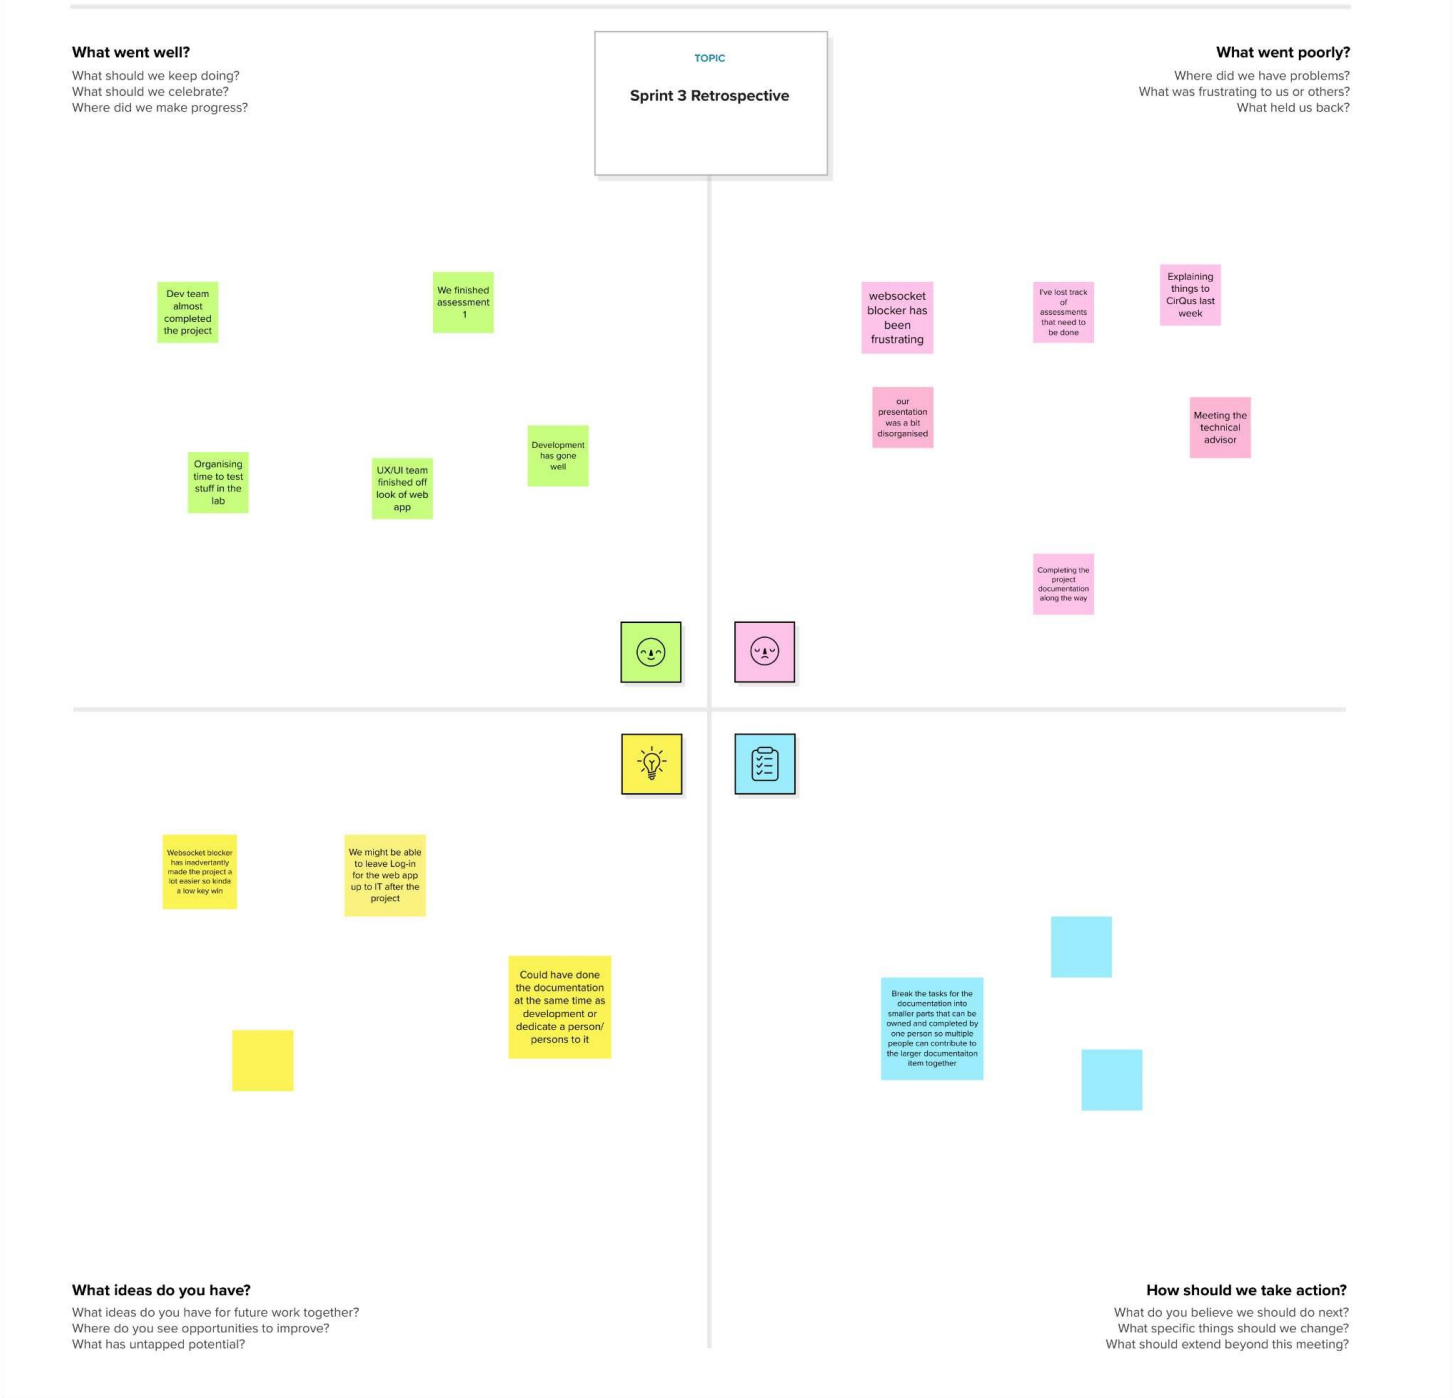 What went well?
What should we keep doing?
What should we celebrate?
Where did we make progress?
TOPIC
Sprint 3 Retrospective
What went poorly?
Where did we have problems?
What was frustrating to us or others?
What held us back?
Dev team
almost
completed
the project
We finished
assessment
1
Organising
time to test
stuff in the
lab
UX/UI team
finished off
look of web
app
Development
has gone
well
websocket
blocker has
been
frustrating
I've lost track
of
assessments
that need to
be done
Explaining
things to
CirQus last
week
our
presentation
was a bit
disorganised
Meeting the
technical
advisor
Completing the
project
documentation
along the way
Websocket blocker
has inadvertantly
made the project a
lot easier so kinda
a low key win
We might be able
to leave Log-in
for the web app
up to IT after the
project
Could have done
the documentation
at the same time as
development or
dedicate a person/
persons to it
Break the tasks for the
documentation into
smaller parts that can be
owned and completed by
one person so multiple
people can contribute to
the larger documentaiton
item together
What ideas do you have?
What ideas do you have for future work together?
Where do you see opportunities to improve?
What has untapped potential?
How should we take action?
What do you believe we should do next?
What specific things should we change?
What should extend beyond this meeting?